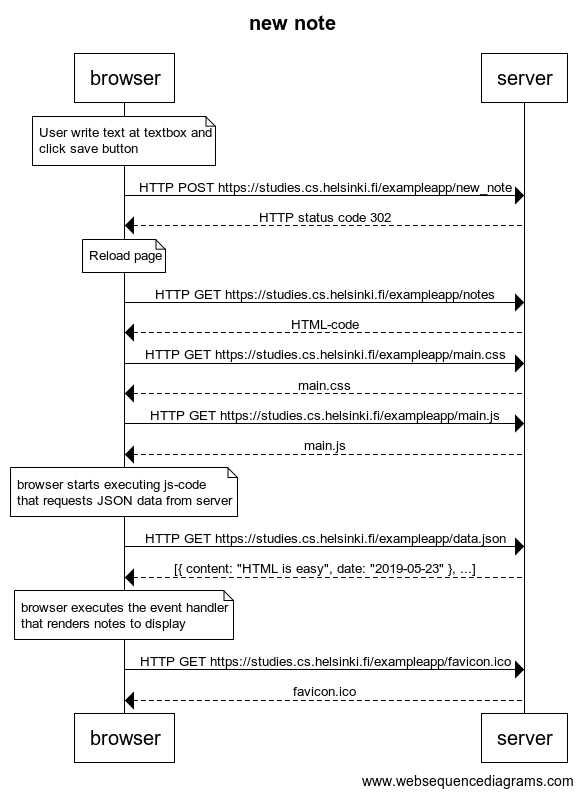 new note
browser
server
User write text at textbox and
click save button
HTTP POST https://studies.cs.helsinki.fi/exampleapp/new_note
HTTP status code 302
Reload page
HTTP GET https://studies.cs.helsinki.fi/exampleapp/notes
HTML-code
HTTP GET https://studies.cs.helsinki.fi/exampleapp/main.css
main.css
HTTP GET https://studies.cs.helsinki.fi/exampleapp/main.js
main.js
browser starts executing js-code
that requests JSON data from server
HTTP GET https://studies.cs.helsinki.fi/exampleapp/data.json
[{ content: "HTML is easy", date: "2019-05-23" }, ...]
browser executes the event handler
that renders notes to display
HTTP GET https://studies.cs.helsinki.fi/exampleapp/favicon.ico
favicon.ico
browser
server
www.websequencediagrams.com